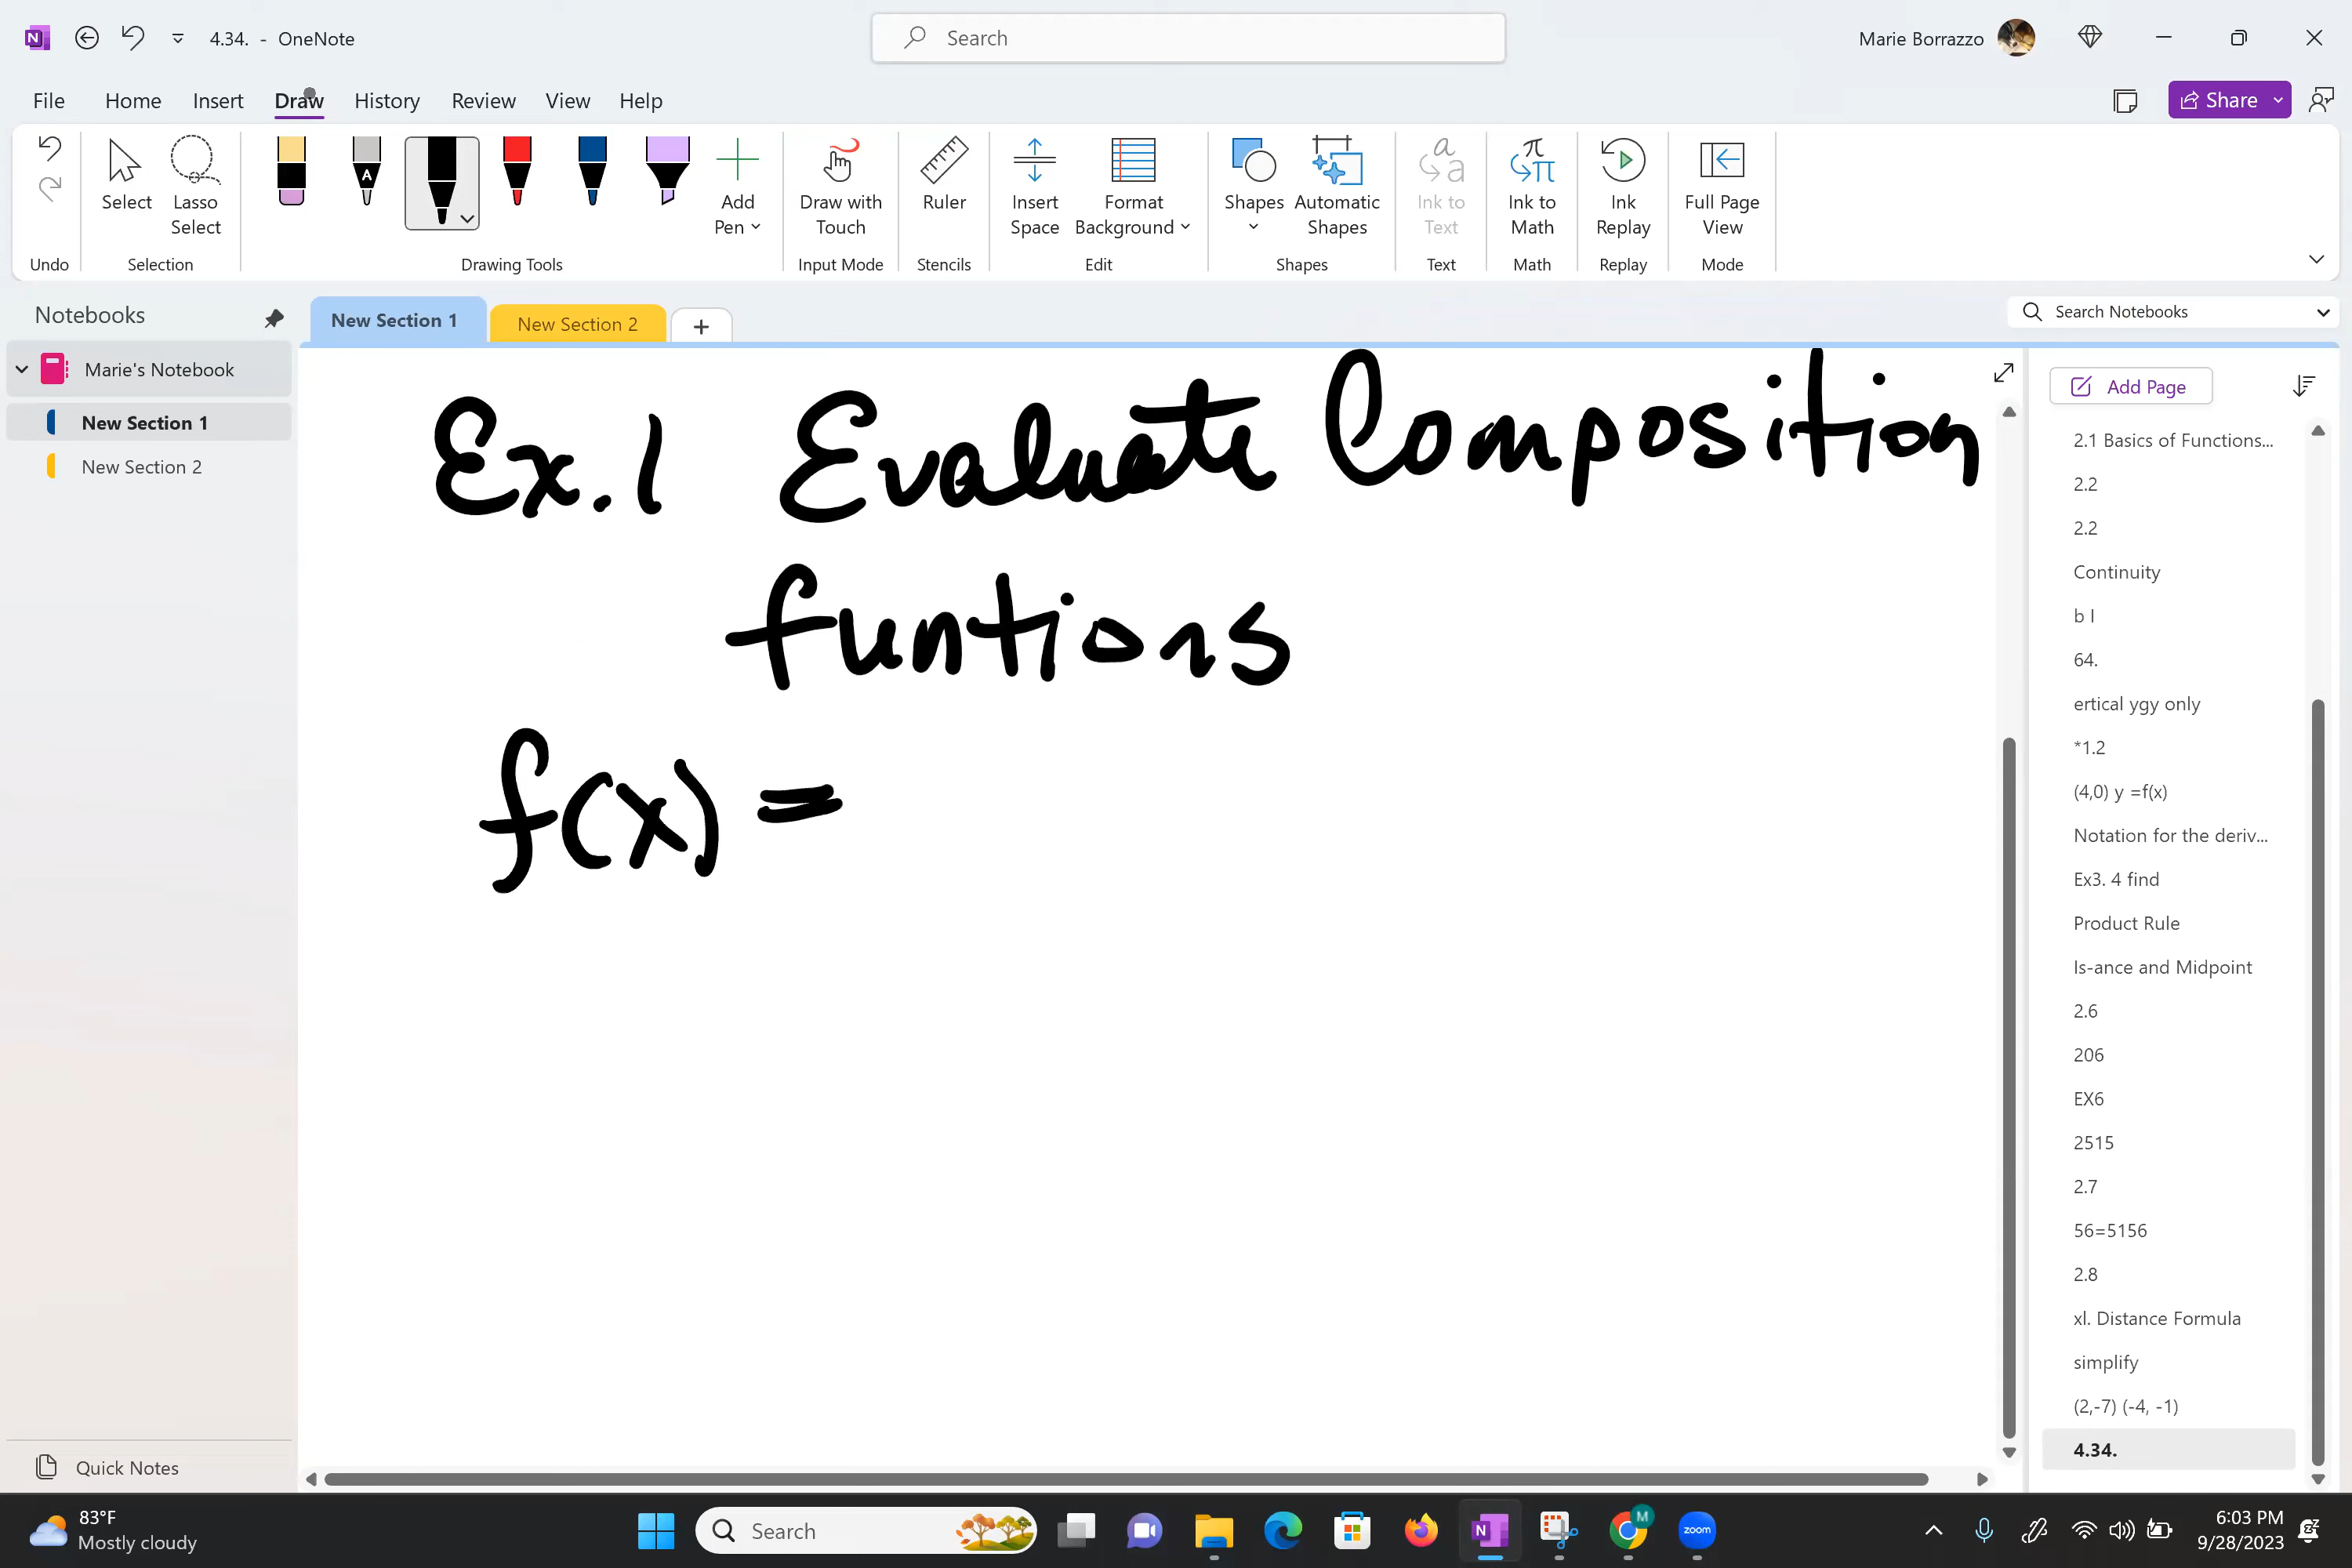 4.34. - OneNote
Search
Marie Borrazzo
File Home Insert Draw History Review View Help
Share
Select
Lasso Select
A
Add Pen
Draw with Touch
Ruler
Insert Space
Format Background
Shapes
Automatic Shapes
Ink to Text
Ink to Math
Ink Replay
Full Page View
Undo
Selection
Drawing Tools
Input Mode
Stencils
Edit
Shapes
Text
Math
Replay
Mode
Notebooks
New Section 1
New Section 2
+
Search Notebooks
Marie's Notebook
New Section 1
New Section 2
Quick Notes
Ex. 1 Evaluate Composition
funtions
f(x) =
Add Page
2.1 Basics of Functions...
2.2
2.2
Continuity
b I
64.
ertical ygy only
*1.2
(4,0) y =f(x)
Notation for the deriv...
Ex3. 4 find
Product Rule
Is-ance and Midpoint
2.6
206
EX6
2515
2.7
56=5156
2.8
xl. Distance Formula
simplify
(2,-7) (-4, -1)
4.34.
83°F
Mostly cloudy
Search
M
zoom
6:03 PM
9/28/2023